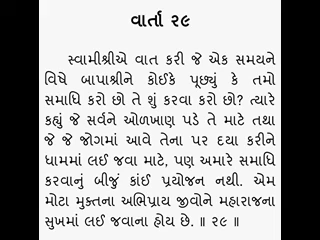 વાર્તા ૨૯
સ્વામીશ્રીએ વાત કરી જે એક સમયને
વિષે બાપાશ્રીને કોઈકે પૂછ્યું કે તમો
સમાધિ કરો છો તે શું કરવા કરો છો? ત્યારે
કહ્યું જે સર્વને ઓળખાણ પડે તે માટે તથા
જે જે જોગમાં આવે તેના પર દયા કરીને
ધામમાં લઈ જવા માટે, પણ અમારે સમાધિ
કરવાનું બીજું કાંઈ પ્રયોજન નથી. એમ
મોટા મુક્તના અભિપ્રાય જીવોને મહારાજના
સુખમાં લઈ જવાના હોય છે. ॥ ૨૯ ॥